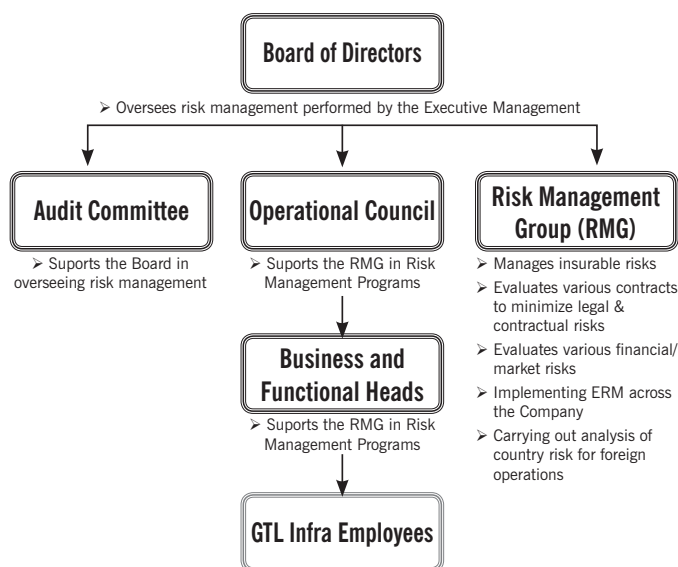 Board of Directors
➢ Oversees risk management performed by the Executive Management
Audit Committee
➢ Suports the Board in
overseeing risk management
Operational Council
➢ Suports the RMG in Risk
Management Programs
Business and
Functional Heads
➢ Suports the RMG in Risk
Management Programs
GTL Infra Employees
Risk Management
Group (RMG)
➢ Manages insurable risks
➢ Evaluates various contracts
to minimize legal &
contractual risks
➢ Evaluates various financial/
market risks
➢ Implementing ERM across
the Company
➢ Carrying out analysis of
country risk for foreign
operations